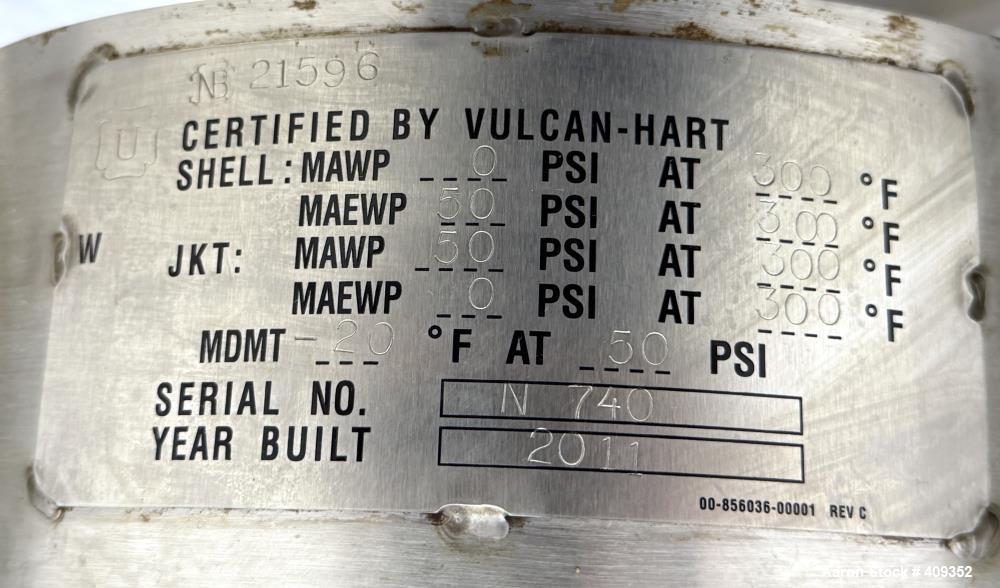 NB 21596
U
CERTIFIED BY VULCAN-HART
SHELL: MAWP 0 PSI AT 300 °F
MAEWP 50 PSI AT 300 °F
W
JKT: MAWP 50 PSI AT 300 °F
MAEWP 0 PSI AT 300 °F
MDMT -20 °F AT 50 PSI
SERIAL NO. N 740
YEAR BUILT 2011
00-856036-00001 REV C
Aaron Stock # 409352